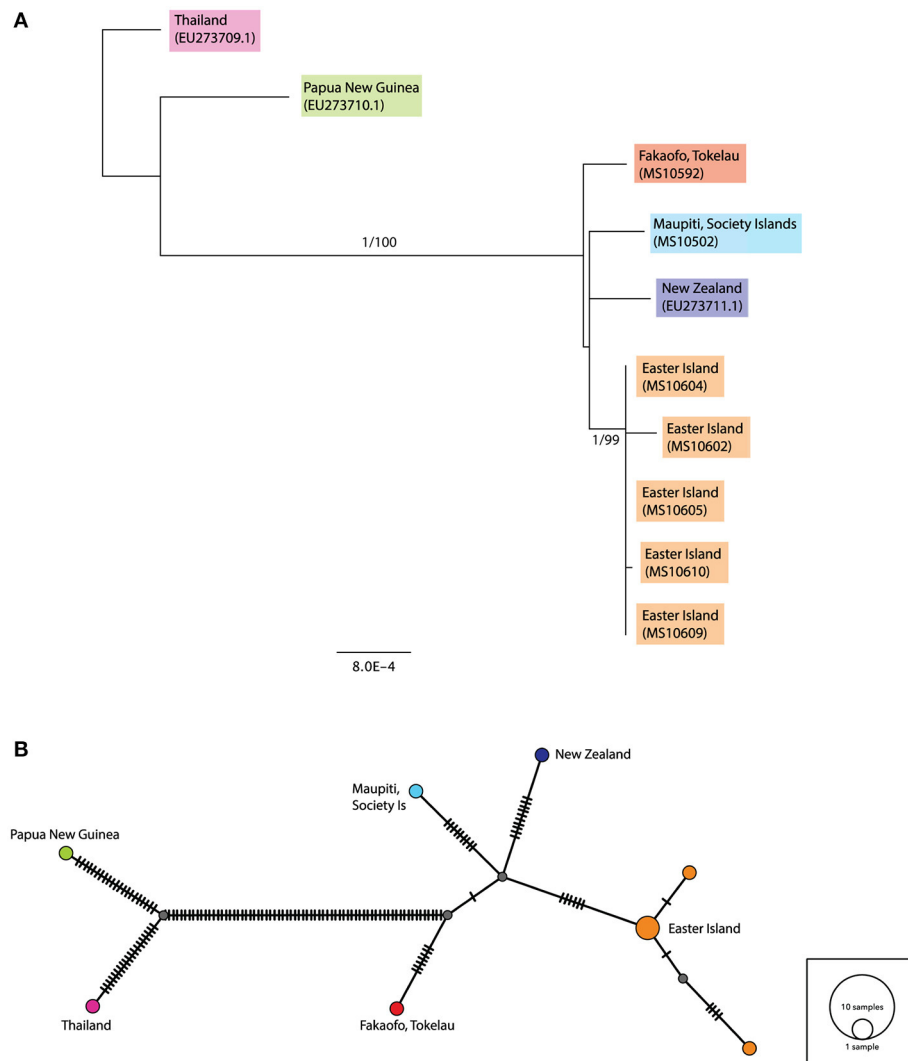 A
Thailand
(EU273709.1)
Papua New Guinea
(EU273710.1)
Fakaofo, Tokelau
(MS10592)
Maupiti, Society Islands
(MS10502)
1/100
New Zealand
(EU273711.1)
Easter Island
(MS10604)
Easter Island
(MS10602)
1/99
Easter Island
(MS10605)
Easter Island
(MS10610)
Easter Island
(MS10609)
8.0E–4
B
New Zealand
Maupiti,
Society Is
Papua New Guinea
Easter Island
Thailand
Fakaofo, Tokelau
10 samples
1 sample